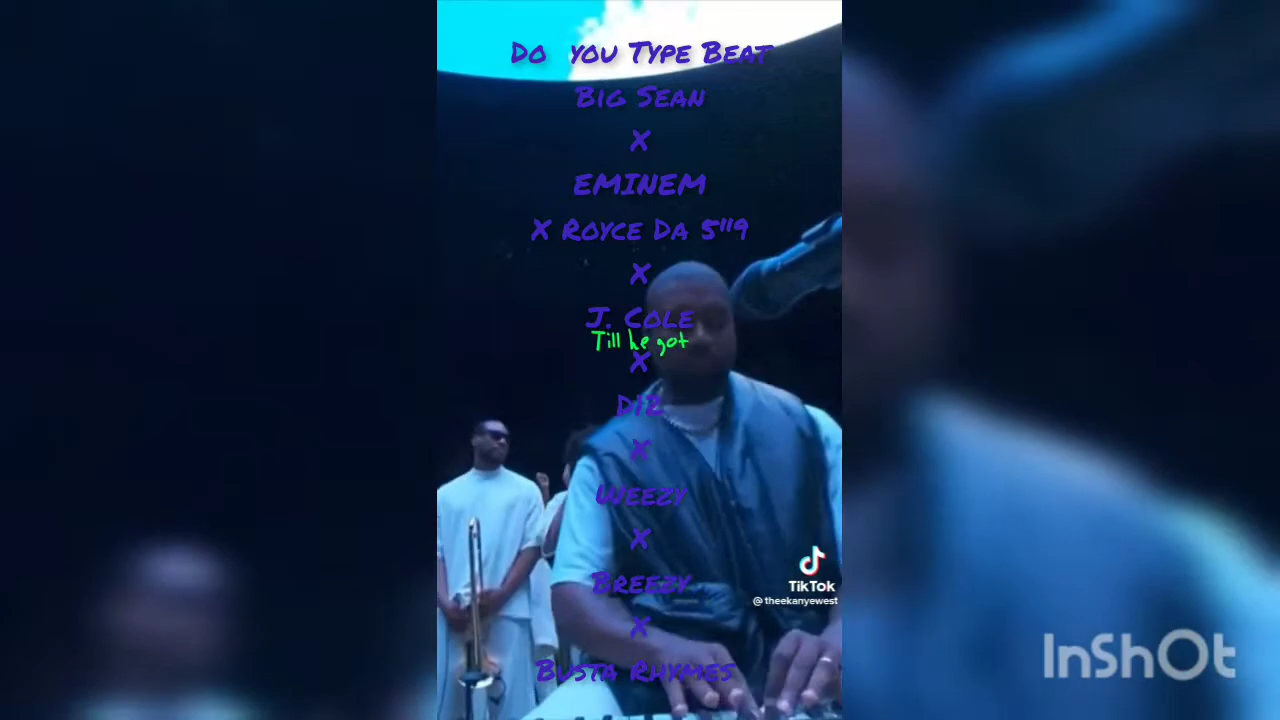 Do you Type Beat
Big Sean
X
EMINEM
X Royce Da 5"9
X
J. Cole
Till he got
X
D12
X
Weezy
X
Breezy
X
Busta Rhymes
TikTok
@theekanyewest
InShOt